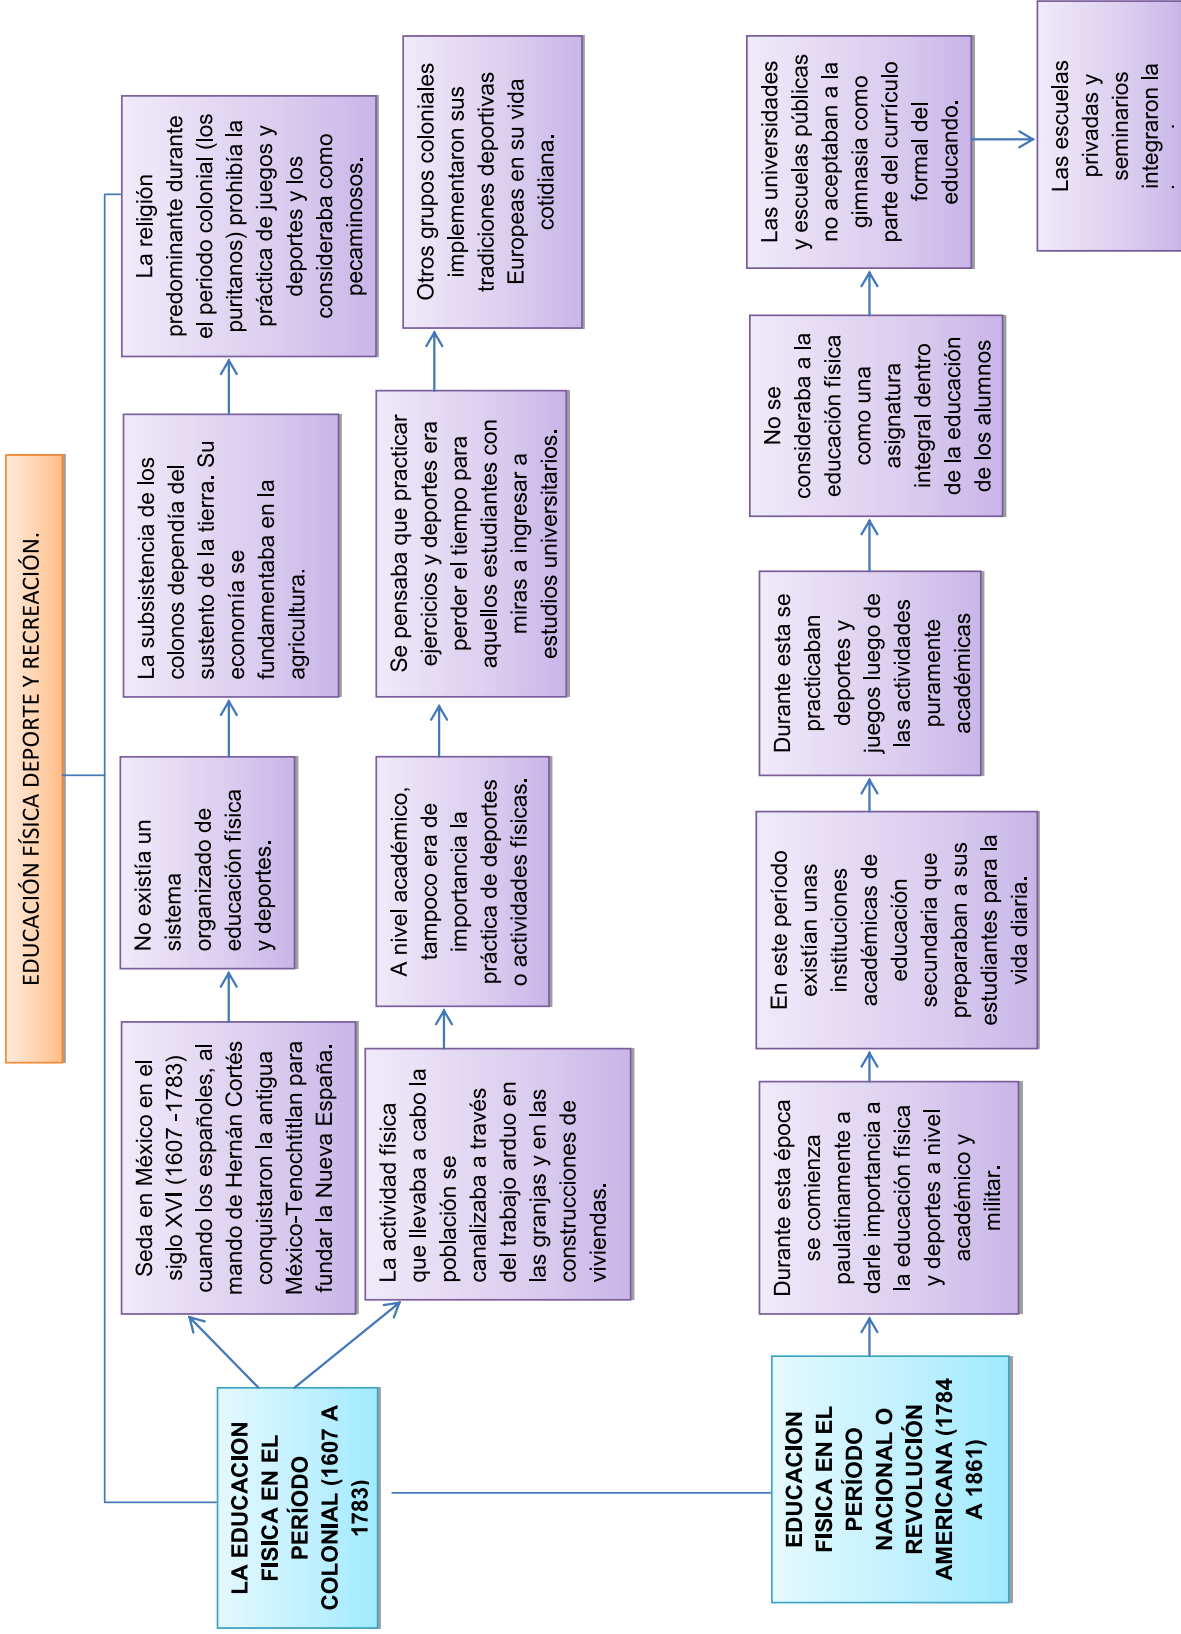 EDUCACIÓN FÍSICA DEPORTE Y RECREACIÓN.
LA EDUCACION
FISICA EN EL
PERÍODO
COLONIAL (1607 A
1783)
Seda en México en el
siglo XVI (1607 -1783)
cuando los españoles, al
mando de Hernán Cortés
conquistaron la antigua
México-Tenochtitlan para
fundar la Nueva España.
No existía un
sistema
organizado de
educación física
y deportes.
La subsistencia de los
colonos dependía del
sustento de la tierra. Su
economía se
fundamentaba en la
agricultura.
La religión
predominante durante
el periodo colonial (los
puritanos) prohibía la
práctica de juegos y
deportes y los
consideraba como
pecaminosos.
La actividad física
que llevaba a cabo la
población se
canalizaba a través
del trabajo arduo en
las granjas y en las
construcciones de
viviendas.
A nivel académico,
tampoco era de
importancia la
práctica de deportes
o actividades físicas.
Se pensaba que practicar
ejercicios y deportes era
perder el tiempo para
aquellos estudiantes con
miras a ingresar a
estudios universitarios.
Otros grupos coloniales
implementaron sus
tradiciones deportivas
Europeas en su vida
cotidiana.
EDUCACION
FISICA EN EL
PERÍODO
NACIONAL O
REVOLUCIÓN
AMERICANA (1784
A 1861)
Durante esta época
se comienza
paulatinamente a
darle importancia a
la educación física
y deportes a nivel
académico y
militar.
En este período
existían unas
instituciones
académicas de
educación
secundaria que
preparaban a sus
estudiantes para la
vida diaria.
Durante esta se
practicaban
deportes y
juegos luego de
las actividades
puramente
académicas
No se
consideraba a la
educación física
como una
asignatura
integral dentro
de la educación
de los alumnos
Las universidades
y escuelas públicas
no aceptaban a la
gimnasia como
parte del currículo
formal del
educando.
Las escuelas
privadas y
seminarios
integraron la